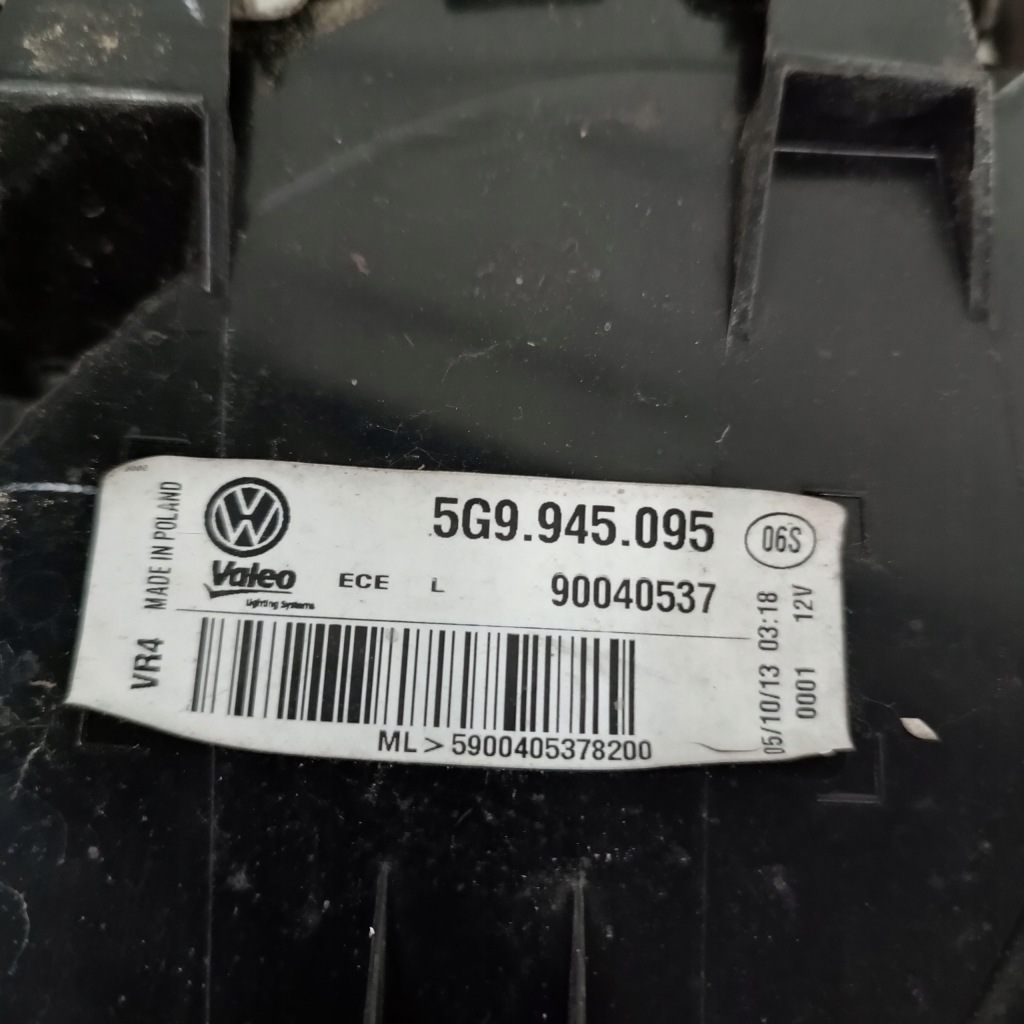 MADE IN POLAND
VR4
VW
Valeo
Lighting Systems
ECE L
5G9.945.095
90040537
06S
05/10/13 03:18
0001 12V
ML>5900405378200